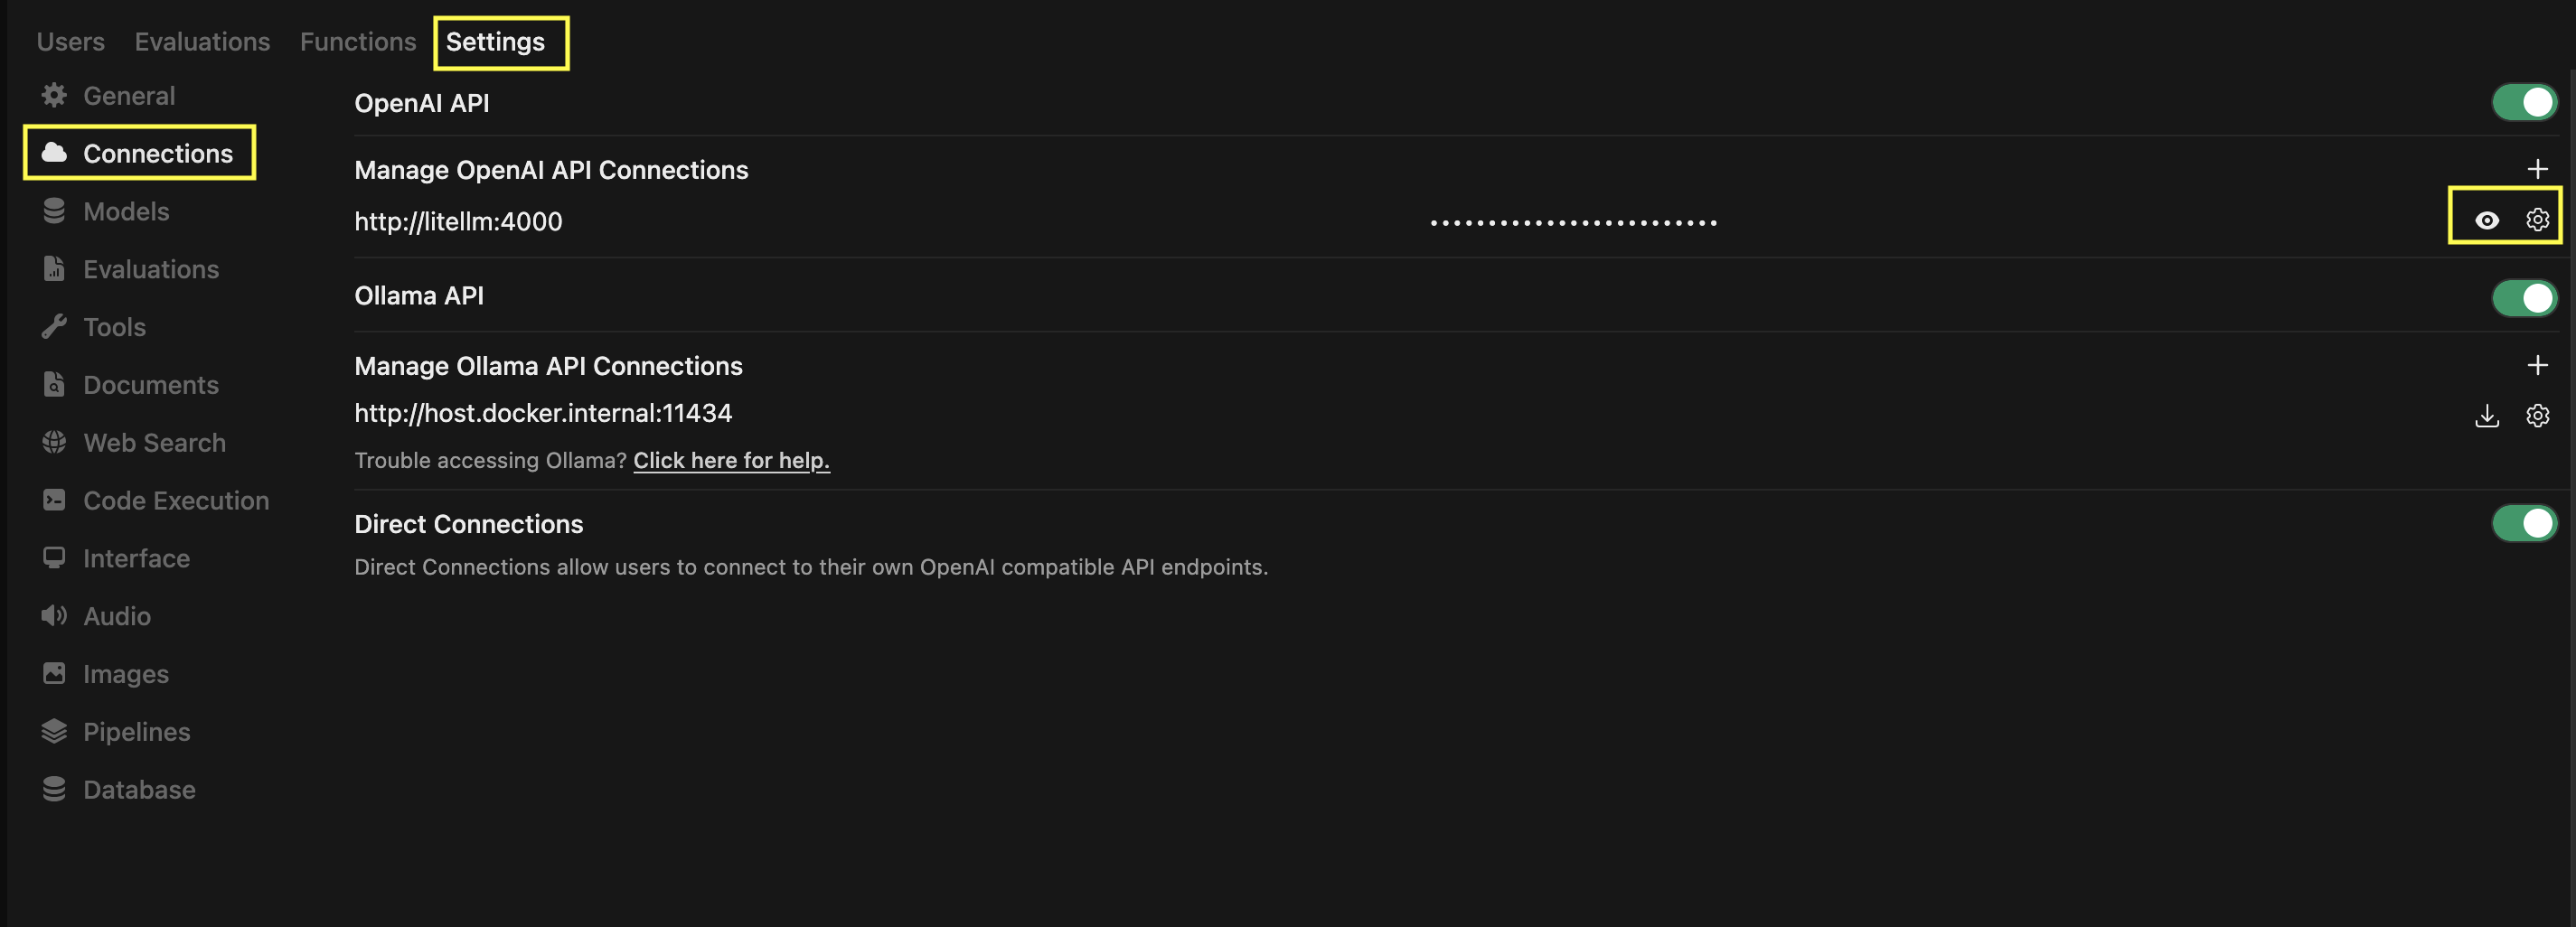 Users Evaluations Functions Settings
General
Connections
Models
Evaluations
Tools
Documents
Web Search
Code Execution
Interface
Audio
Images
Pipelines
Database
OpenAI API
Manage OpenAI API Connections
http://litellm:4000
Ollama API
Manage Ollama API Connections
http://host.docker.internal:11434
Trouble accessing Ollama? Click here for help.
Direct Connections
Direct Connections allow users to connect to their own OpenAI compatible API endpoints.